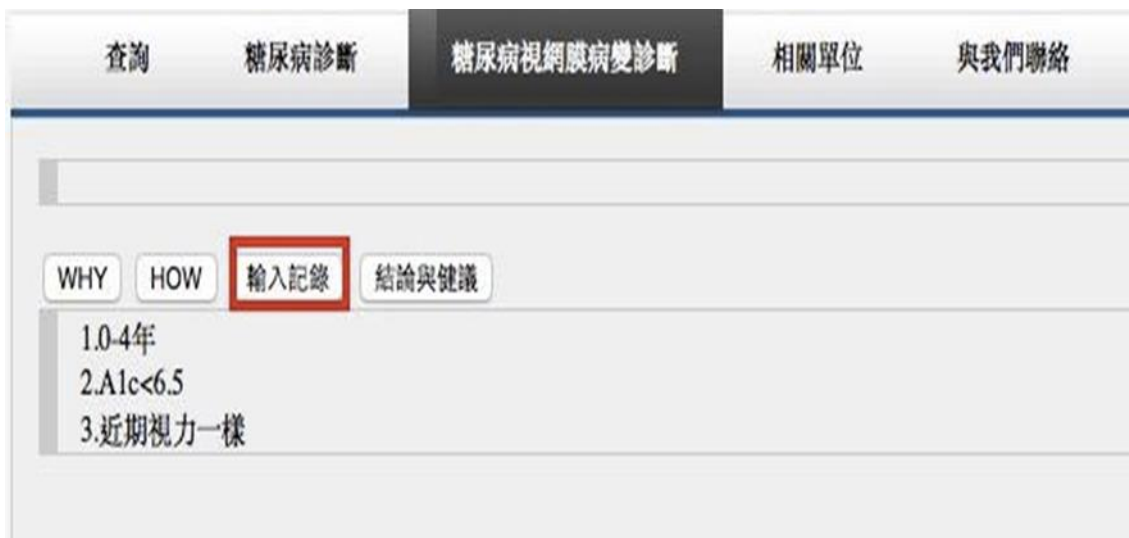 查詢 糖尿病診斷 糖尿病視網膜病變診斷 相關單位 與我們聯絡
WHY HOW 輸入記錄 結論與健議
1.0-4年
2.A1c<6.5
3.近期視力一樣